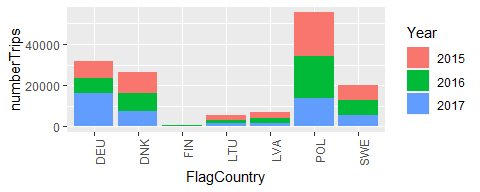 numberTrips
40000
20000
0
DEU
DNK
FIN
LTU
LVA
POL
SWE
FlagCountry
Year
2015
2016
2017